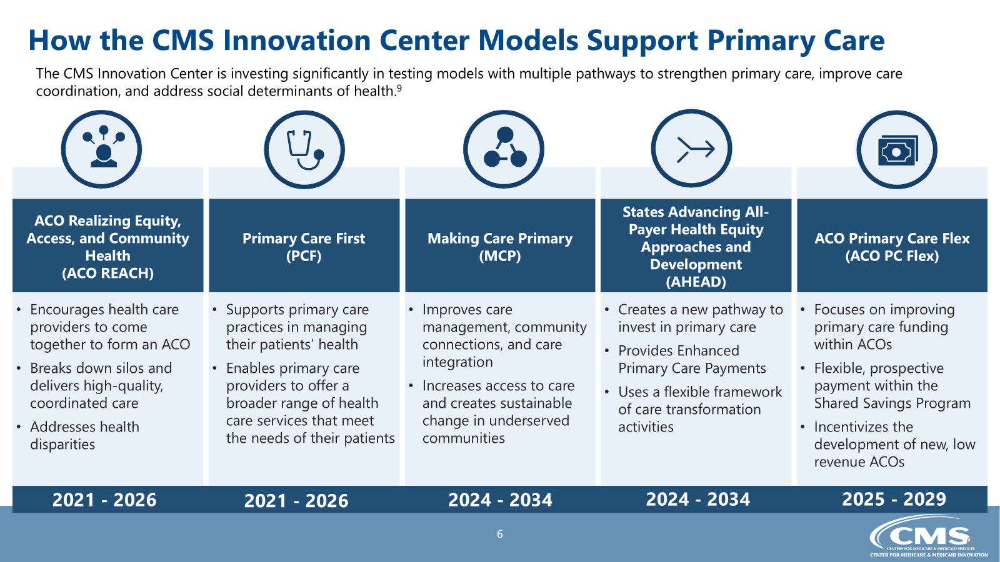 How the CMS Innovation Center Models Support Primary Care
The CMS Innovation Center is investing significantly in testing models with multiple pathways to strengthen primary care, improve care
coordination, and address social determinants of health.⁹
ACO Realizing Equity,
Access, and Community
Health
(ACO REACH)
• Encourages health care
providers to come
together to form an ACO
• Breaks down silos and
delivers high-quality,
coordinated care
• Addresses health
disparities
2021 - 2026
Primary Care First
(PCF)
• Supports primary care
practices in managing
their patients’ health
• Enables primary care
providers to offer a
broader range of health
care services that meet
the needs of their patients
2021 - 2026
Making Care Primary
(MCP)
• Improves care
management, community
connections, and care
integration
• Increases access to care
and creates sustainable
change in underserved
communities
2024 - 2034
States Advancing All-
Payer Health Equity
Approaches and
Development
(AHEAD)
• Creates a new pathway to
invest in primary care
• Provides Enhanced
Primary Care Payments
• Uses a flexible framework
of care transformation
activities
2024 - 2034
ACO Primary Care Flex
(ACO PC Flex)
• Focuses on improving
primary care funding
within ACOs
• Flexible, prospective
payment within the
Shared Savings Program
• Incentivizes the
development of new, low
revenue ACOs
2025 - 2029
6
CMS
CENTERS FOR MEDICARE & MEDICAID SERVICES
CENTER FOR MEDICARE & MEDICAID INNOVATION